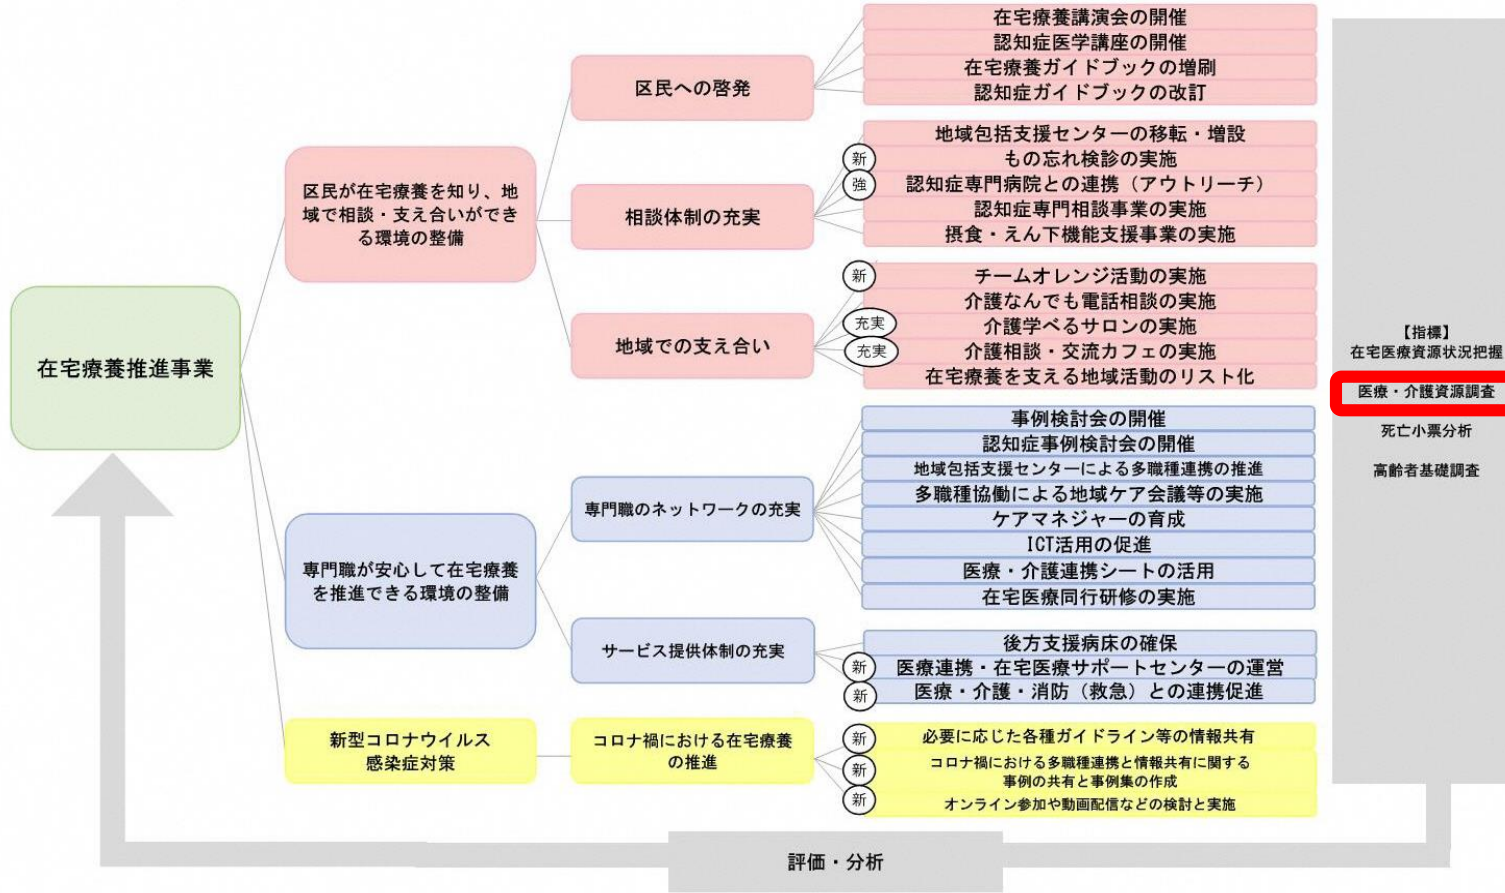 在宅療養推進事業
区民が在宅療養を知り、地
域で相談・支え合いができ
る環境の整備
区民への啓発
在宅療養講演会の開催
認知症医学講座の開催
在宅療養ガイドブックの増刷
認知症ガイドブックの改訂
相談体制の充実
地域包括支援センターの移転・増設
新 もの忘れ検診の実施
強 認知症専門病院との連携（アウトリーチ）
認知症専門相談事業の実施
摂食・えん下機能支援事業の実施
地域での支え合い
新 チームオレンジ活動の実施
介護なんでも電話相談の実施
充実 介護学べるサロンの実施
充実 介護相談・交流カフェの実施
在宅療養を支える地域活動のリスト化
専門職が安心して在宅療養
を推進できる環境の整備
専門職のネットワークの充実
事例検討会の開催
認知症事例検討会の開催
地域包括支援センターによる多職種連携の推進
多職種協働による地域ケア会議等の実施
ケアマネジャーの育成
ICT活用の促進
医療・介護連携シートの活用
在宅医療同行研修の実施
サービス提供体制の充実
後方支援病床の確保
新 医療連携・在宅医療サポートセンターの運営
新 医療・介護・消防（救急）との連携促進
新型コロナウイルス
感染症対策
コロナ禍における在宅療養
の推進
新 必要に応じた各種ガイドライン等の情報共有
新 コロナ禍における多職種連携と情報共有に関する
事例の共有と事例集の作成
新 オンライン参加や動画配信などの検討と実施
【指標】
在宅医療資源状況把握
医療・介護資源調査
死亡小票分析
高齢者基礎調査
評価・分析